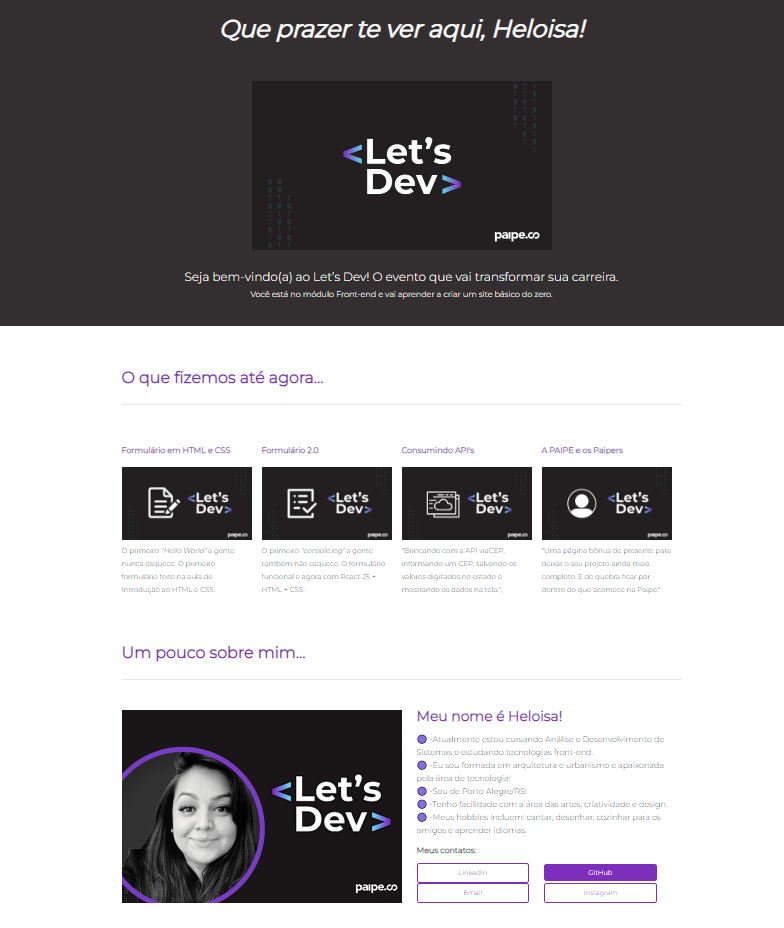 Que prazer te ver aqui, Heloisa!
<Let's
Dev>
paipe.co
Seja bem-vindo(a) ao Let's Dev! O evento que vai transformar sua carreira.
Você está no módulo Front-end e vai aprender a criar um site básico do zero.
O que fizemos até agora...
Formulário em HTML e CSS
<Let's
Dev>
paipe.co
O primeiro "Hello World" a gente
nunca esquece. O primeiro
formulário feito na aula de
Introdução ao HTML e CSS.
Formulário 2.0
<Let's
Dev>
paipe.co
O primeiro "console.log" a gente
também não esquece. O formulário
funcional e agora com React JS +
HTML + CSS.
Consumindo API's
<Let's
Dev>
paipe.co
"Brincando com a API viaCEP,
informando um CEP, salvando os
valores digitados no estado e
mostrando os dados na tela.",
A PAIPE e os Paipers
<Let's
Dev>
paipe.co
"Uma página bônus de presente para
deixar o seu projeto ainda mais
completo. E de quebra ficar por
dentro do que acontece na Paipe."
Um pouco sobre mim...
<Let's
Dev>
paipe.co
Meu nome é Heloisa!
-Atualmente estou cursando Análise e Desenvolvimento de
Sistemas e estudando tecnologias front-end.
-Eu sou formada em arquitetura e urbanismo e apaixonada
pela área de tecnologia!
-Sou de Porto Alegre/RS!
-Tenho facilidade com a área das artes, criatividade e design.
-Meus hobbies incluem: cantar, desenhar, cozinhar para os
amigos e aprender idiomas.
Meus contatos:
Linkedin
GitHub
Email
Instagram